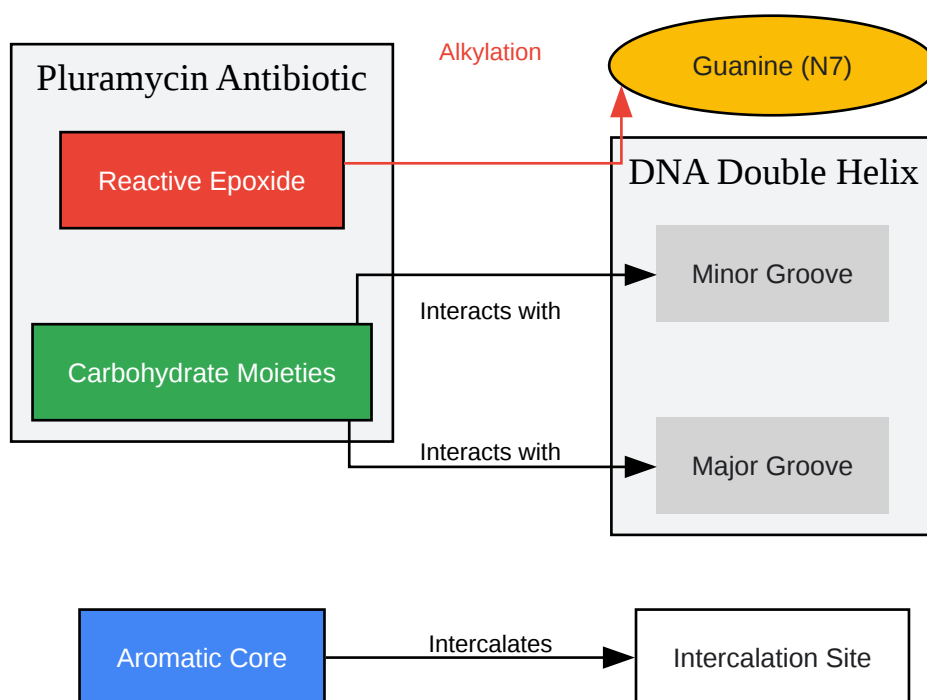 Alkylation
Guanine (N7)
Pluramycin Antibiotic
Reactive Epoxide
DNA Double Helix
Minor Groove
Interacts with
Carbohydrate Moieties
Interacts with
Major Groove
Aromatic Core
Intercalates
Intercalation Site